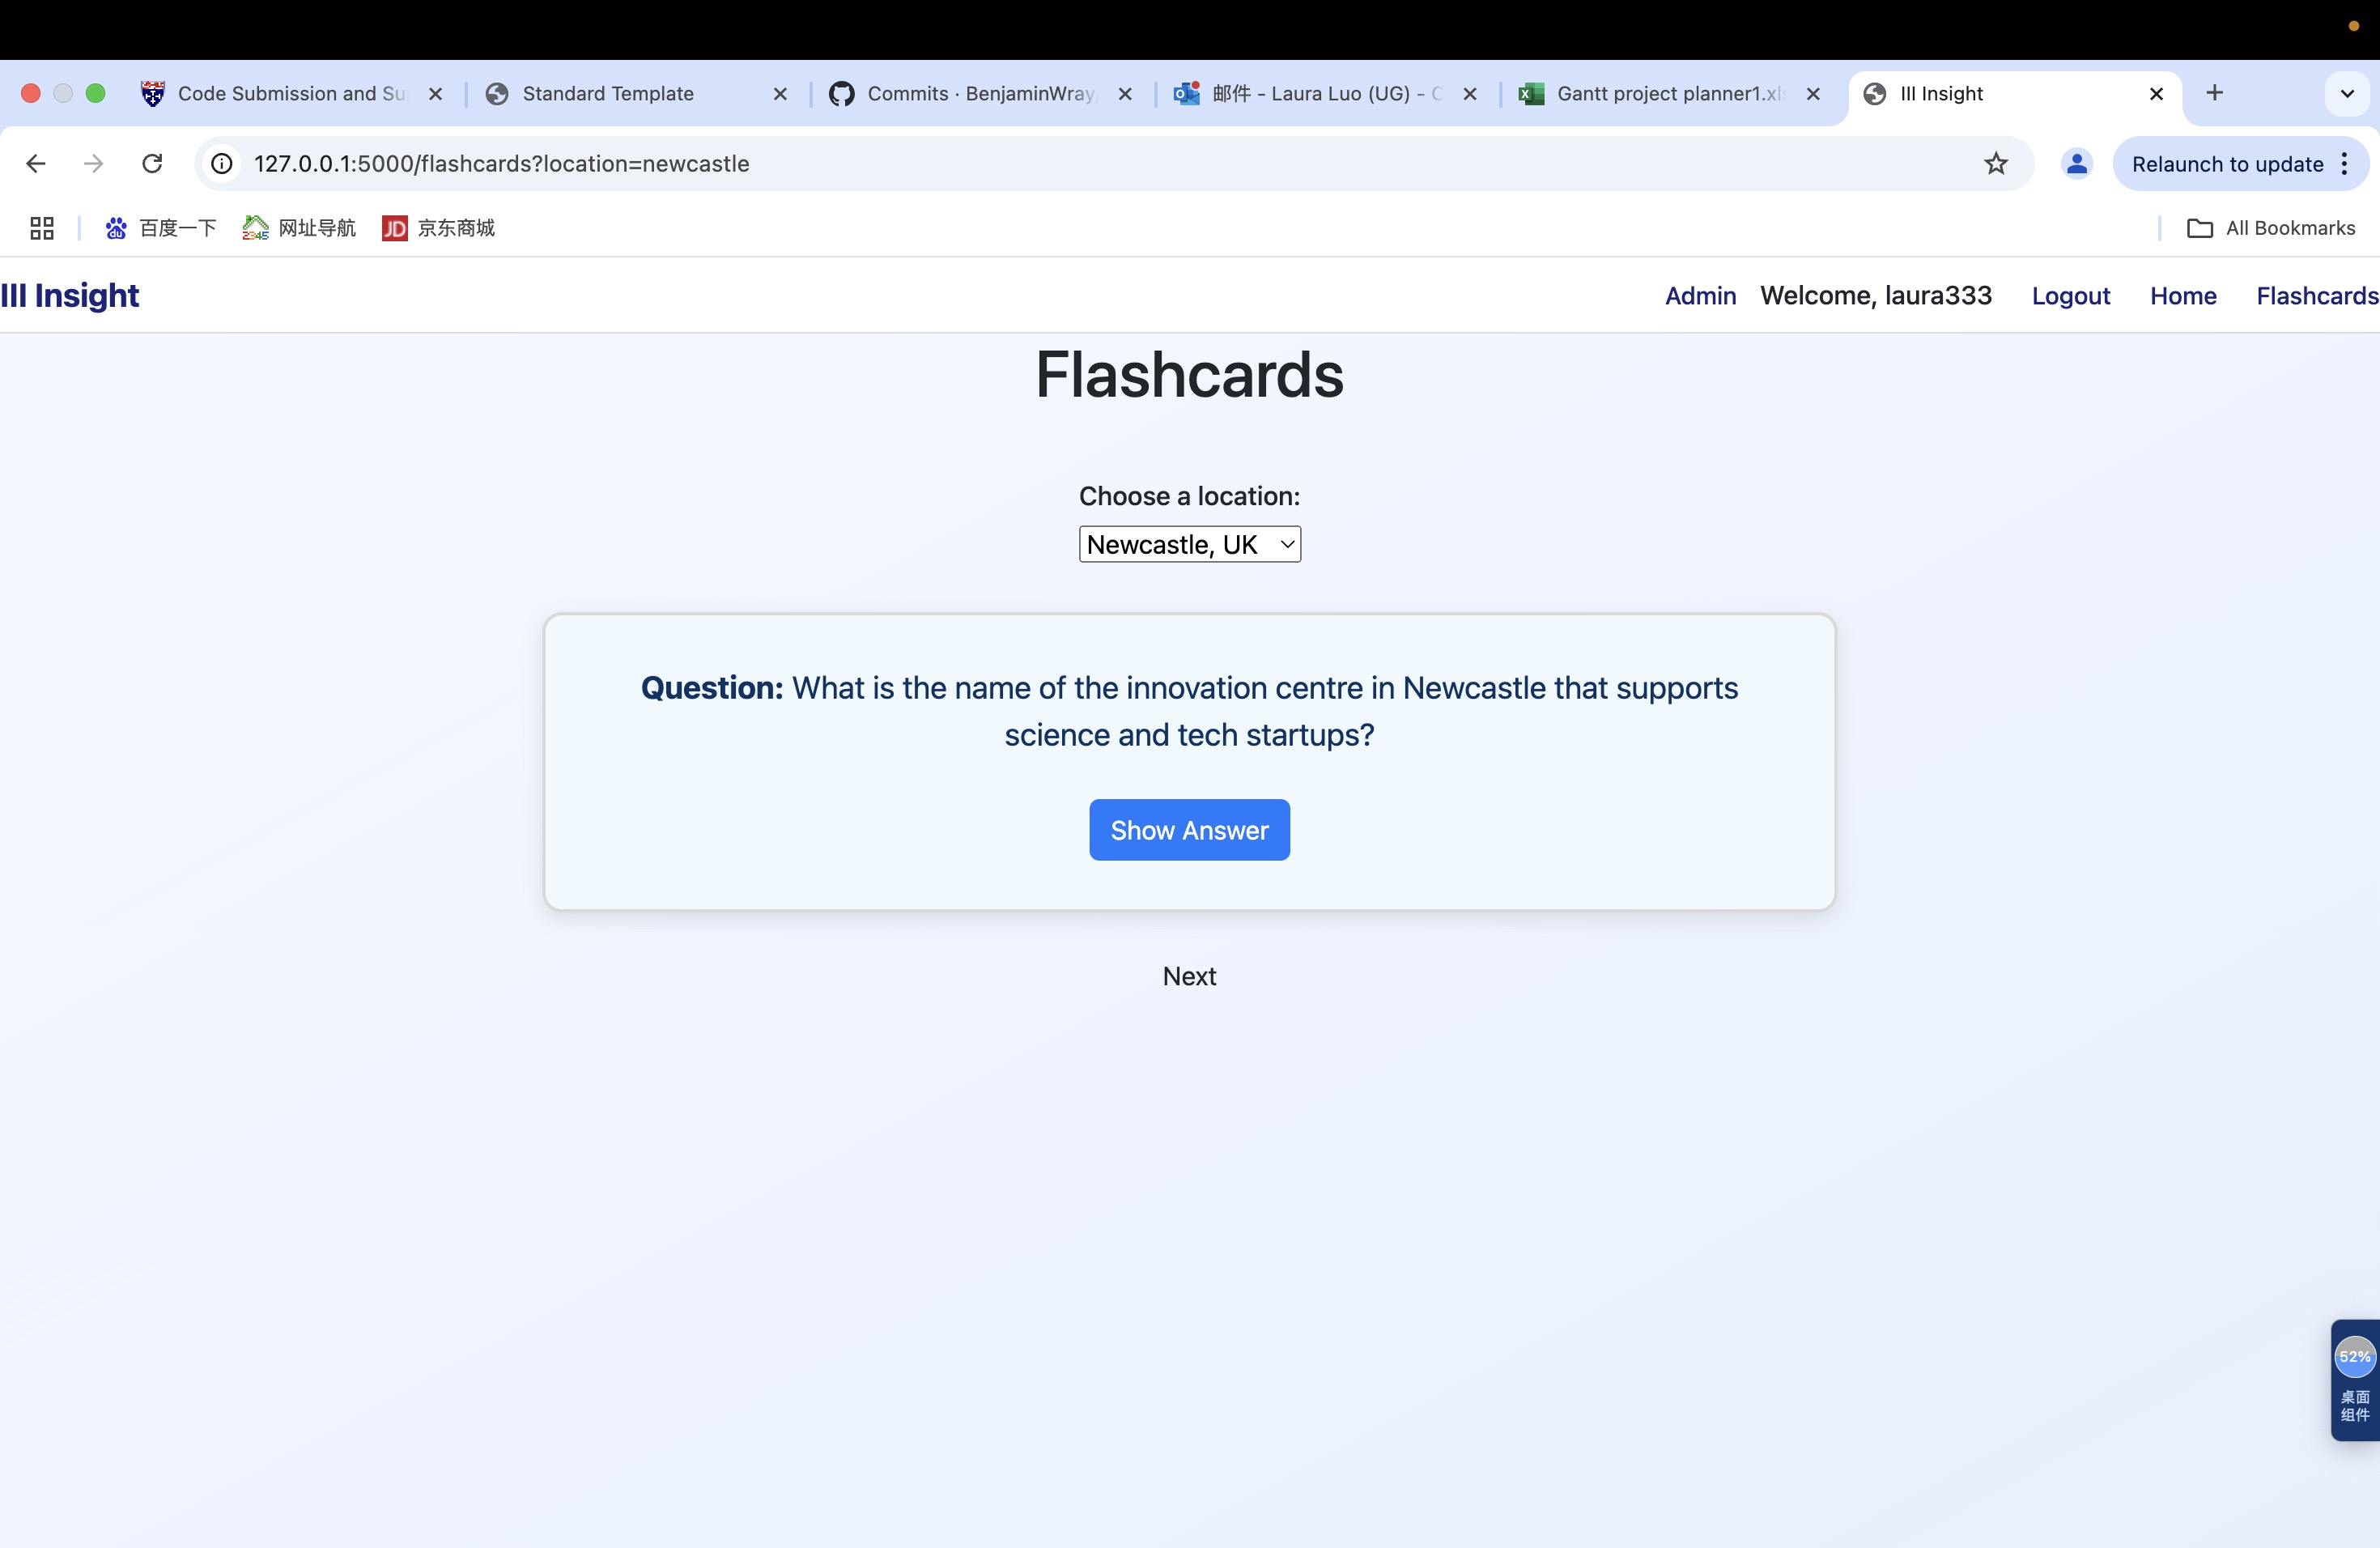 Code Submission and Su
Standard Template
Commits · BenjaminWray/
邮件 - Laura Luo (UG) - O
Gantt project planner1.xls
III Insight
127.0.0.1:5000/flashcards?location=newcastle
Relaunch to update
百度一下
网址导航
京东商城
All Bookmarks
III Insight
Admin
Welcome, laura333
Logout
Home
Flashcards
Flashcards
Choose a location:
Newcastle, UK
Question: What is the name of the innovation centre in Newcastle that supports
science and tech startups?
Show Answer
Next
52%
桌面
组件